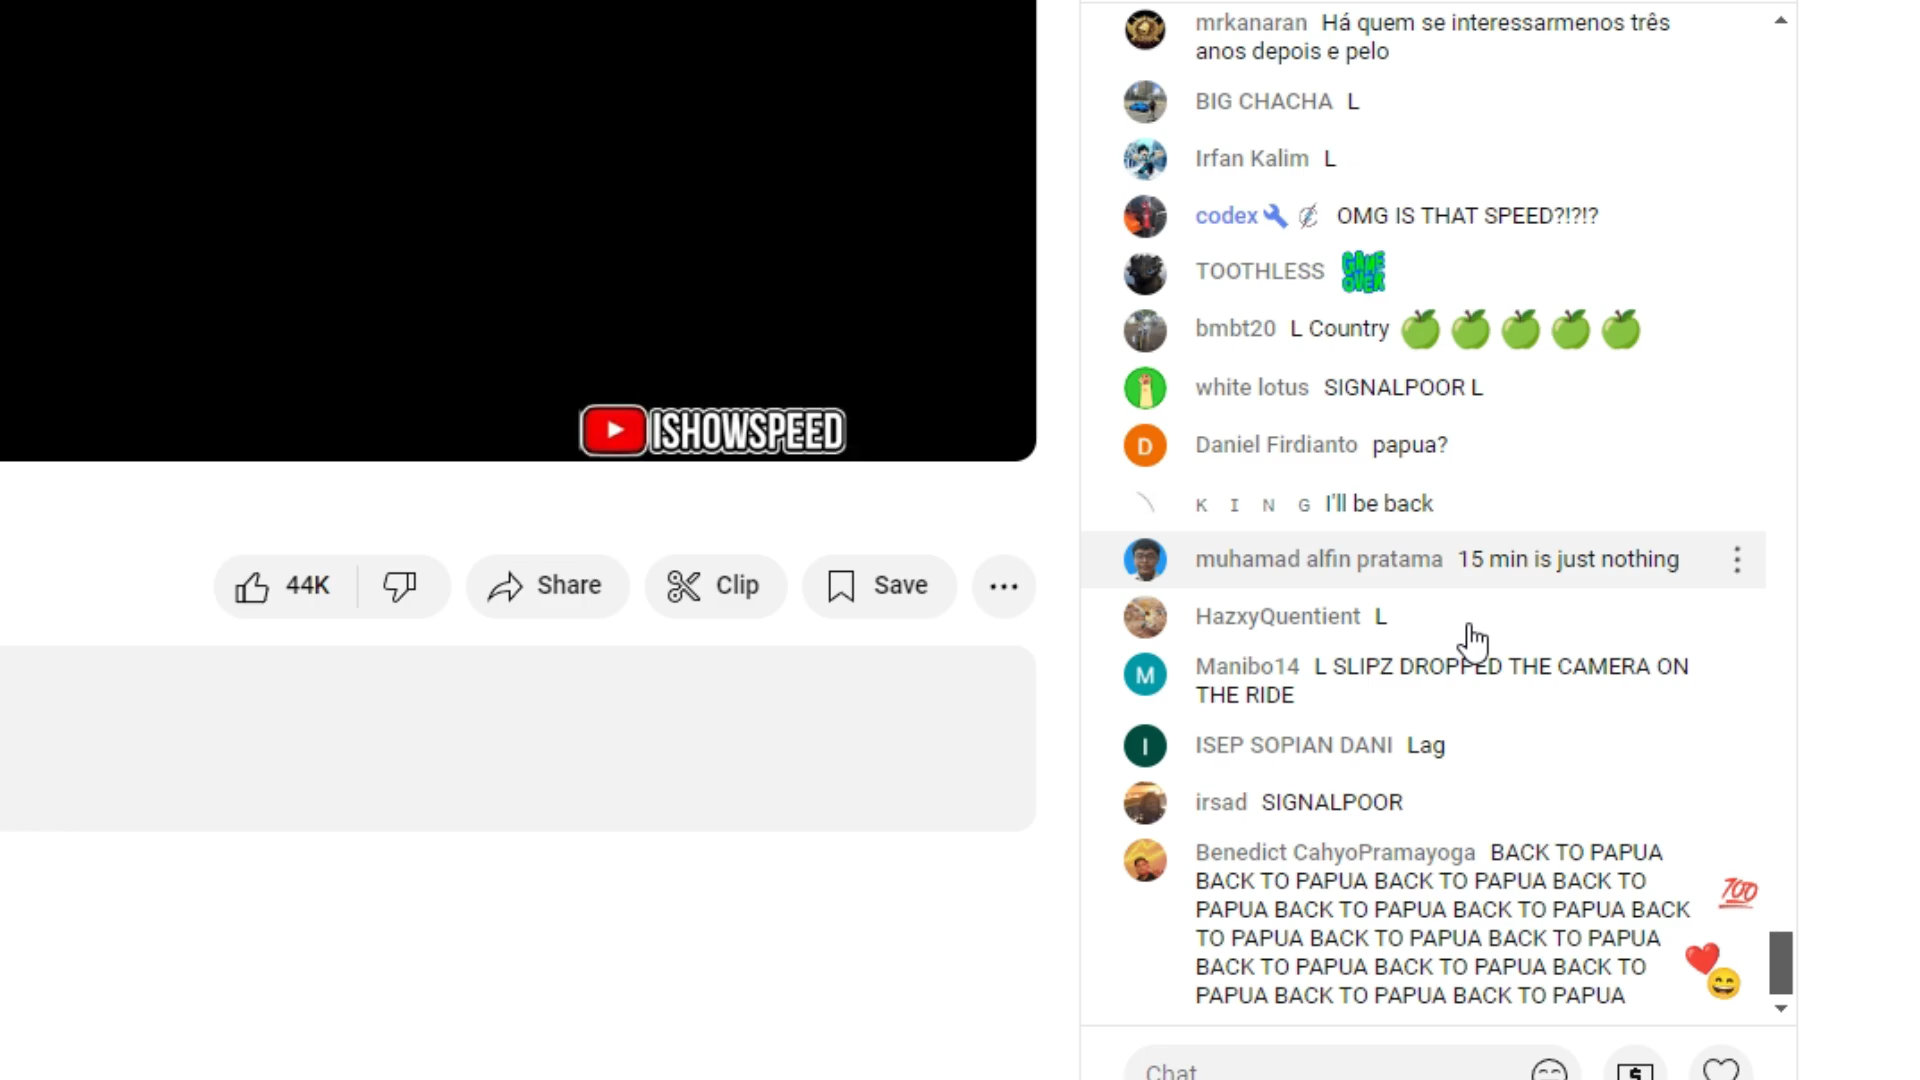 mrkanaran Há quem se interessarmenos três
anos depois e pelo
BIG CHACHA L
Irfan Kalim L
codex OMG IS THAT SPEED?!?!?
TOOTHLESS GAME
OVER
bmbt20 L Country
white lotus SIGNALPOOR L
D Daniel Firdianto papua?
K I N G I'll be back
muhamad alfin pratama 15 min is just nothing
HazxyQuentient L
M Manibo14 L SLIPZ DROPPED THE CAMERA ON
THE RIDE
I ISEP SOPIAN DANI Lag
irsad SIGNALPOOR
Benedict CahyoPramayoga BACK TO PAPUA
BACK TO PAPUA BACK TO PAPUA BACK TO
PAPUA BACK TO PAPUA BACK TO PAPUA BACK
TO PAPUA BACK TO PAPUA BACK TO PAPUA
BACK TO PAPUA BACK TO PAPUA BACK TO
PAPUA BACK TO PAPUA BACK TO PAPUA
100
Chat
$
ISHOWSPEED
44K Share Clip Save